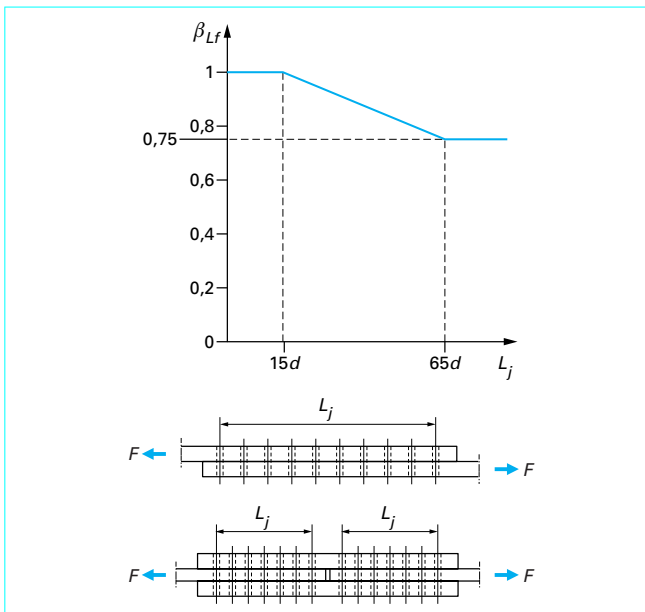 β_Lf
1
0,8
0,75
0,6
0,4
0,2
0
15d 65d L_j
L_j
F F
L_j L_j
F F